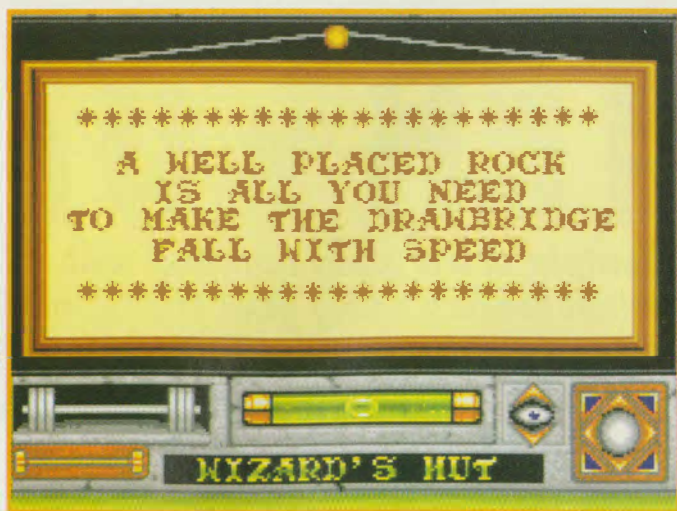 ********************
A WELL PLACED ROCK
IS ALL YOU NEED
TO MAKE THE DRAWBRIDGE
FALL WITH SPEED
********************
WIZARD'S HUT